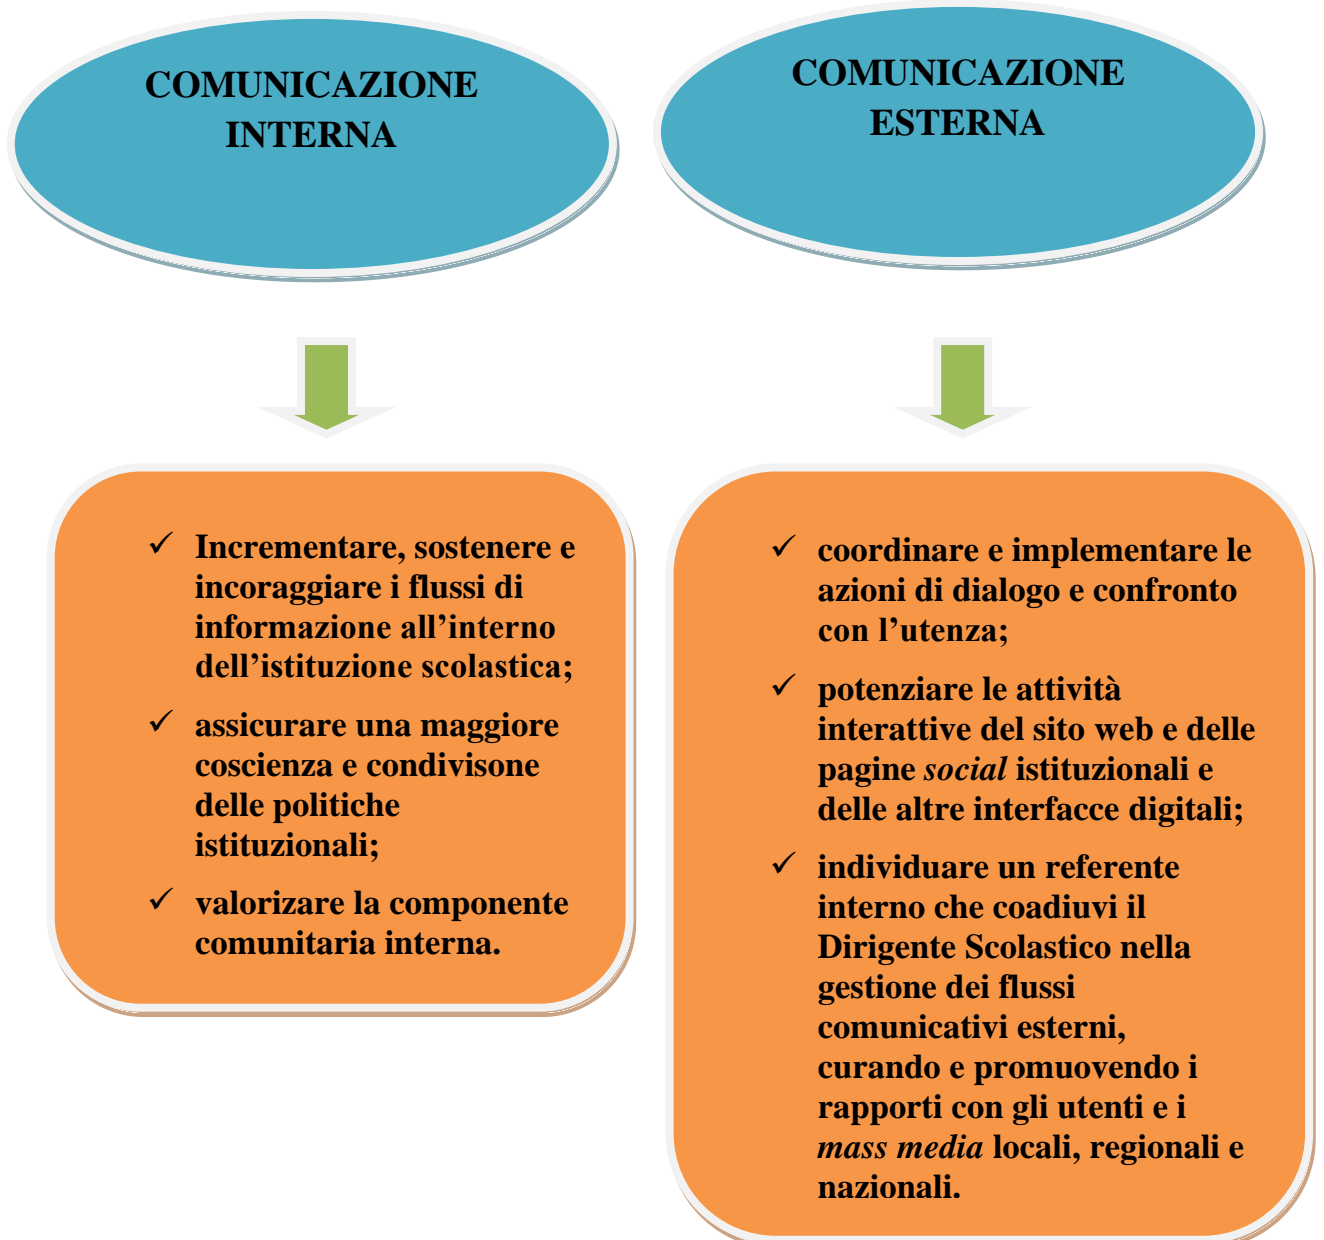 COMUNICAZIONE
INTERNA
✓ Incrementare, sostenere e
incoraggiare i flussi di
informazione all’interno
dell’istituzione scolastica;
✓ assicurare una maggiore
coscienza e condivisone
delle politiche
istituzionali;
✓ valorizare la componente
comunitaria interna.
COMUNICAZIONE
ESTERNA
✓ coordinare e implementare le
azioni di dialogo e confronto
con l’utenza;
✓ potenziare le attività
interattive del sito web e delle
pagine social istituzionali e
delle altre interfacce digitali;
✓ individuare un referente
interno che coadiuvi il
Dirigente Scolastico nella
gestione dei flussi
comunicativi esterni,
curando e promuovendo i
rapporti con gli utenti e i
mass media locali, regionali e
nazionali.